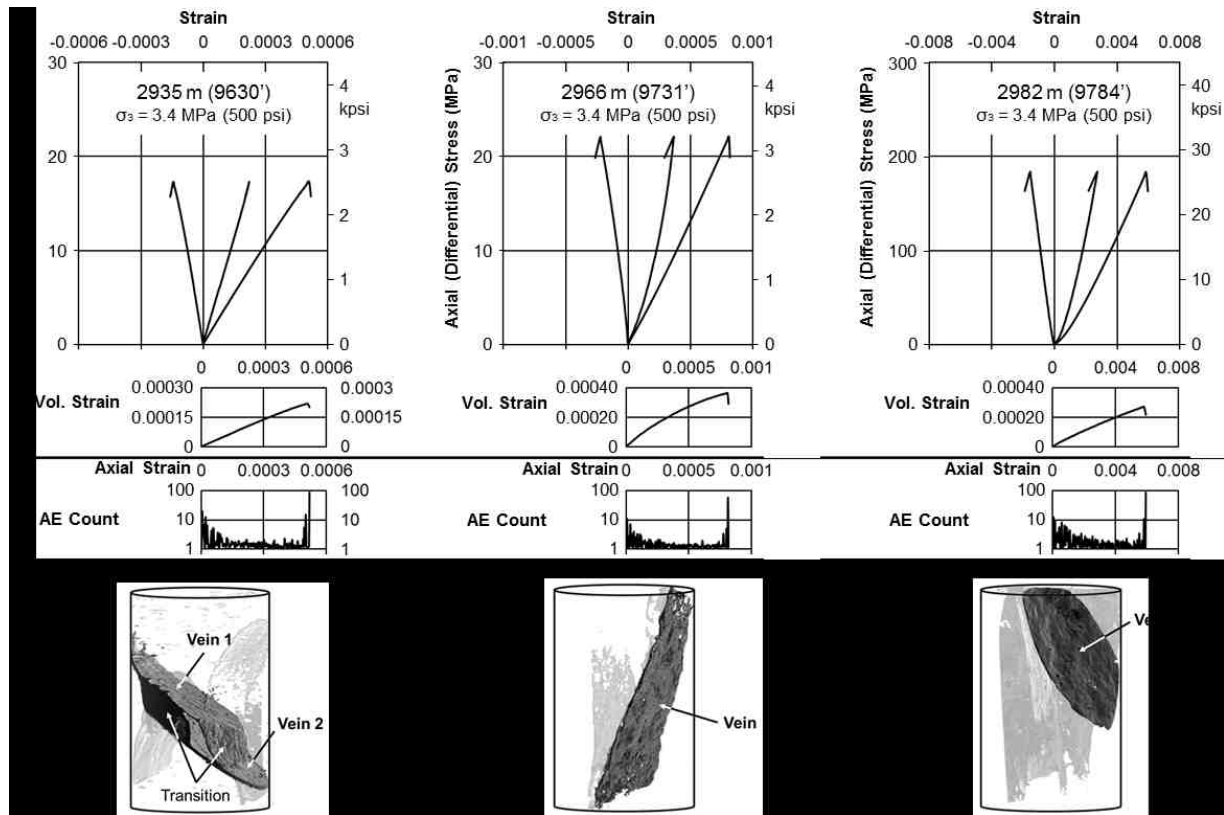 Strain
-0.0006 -0.0003 0 0.0003 0.0006
30
20
10
0
4
kpsi
3
2
1
0
2935 m (9630')
σ₃ = 3.4 MPa (500 psi)
0 0.0003 0.0006
Vol. Strain
0.00030
0.00015
0
0.0003
0.00015
0
Axial Strain 0 0.0003 0.0006
AE Count
100
10
1
100
10
1
Vein 1
Vein 2
Transition
Strain
-0.001 -0.0005 0 0.0005 0.001
Axial (Differential) Stress (MPa)
30
20
10
0
4
kpsi
3
2
1
0
2966 m (9731')
σ₃ = 3.4 MPa (500 psi)
0 0.0005 0.001
Vol. Strain
0.00040
0.00020
0
Axial Strain 0 0.0005 0.001
AE Count
100
10
1
Vein
Strain
-0.008 -0.004 0 0.004 0.008
Axial (Differential) Stress (MPa)
300
200
100
0
40
kpsi
30
20
10
0
2982 m (9784')
σ₃ = 3.4 MPa (500 psi)
0 0.004 0.008
Vol. Strain
0.00040
0.00020
0
Axial Strain 0 0.004 0.008
AE Count
100
10
1